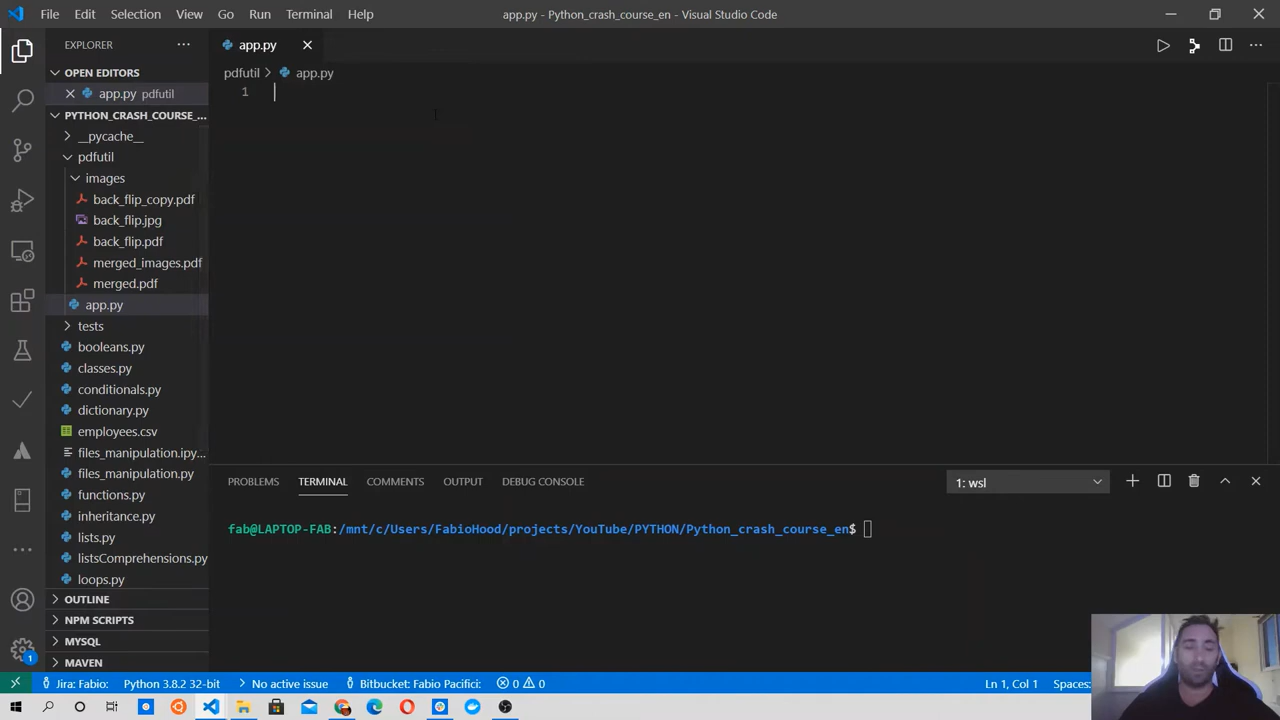 File Edit Selection View Go Run Terminal Help
app.py - Python_crash_course_en - Visual Studio Code
EXPLORER
OPEN EDITORS
app.py pdfutil
PYTHON_CRASH_COURSE_...
__pycache__
pdfutil
images
back_flip_copy.pdf
back_flip.jpg
back_flip.pdf
merged_images.pdf
merged.pdf
app.py
tests
booleans.py
classes.py
conditionals.py
dictionary.py
employees.csv
files_manipulation.ipy...
files_manipulation.py
functions.py
inheritance.py
lists.py
listsComprehensions.py
loops.py
OUTLINE
NPM SCRIPTS
MYSQL
MAVEN
app.py
pdfutil > app.py
1
PROBLEMS TERMINAL COMMENTS OUTPUT DEBUG CONSOLE
1: wsl
fab@LAPTOP-FAB:/mnt/c/Users/FabioHood/projects/YouTube/PYTHON/Python_crash_course_en$
1
Jira: Fabio: Python 3.8.2 32-bit No active issue Bitbucket: Fabio Pacifici: 0 0 Ln 1, Col 1 Spaces: